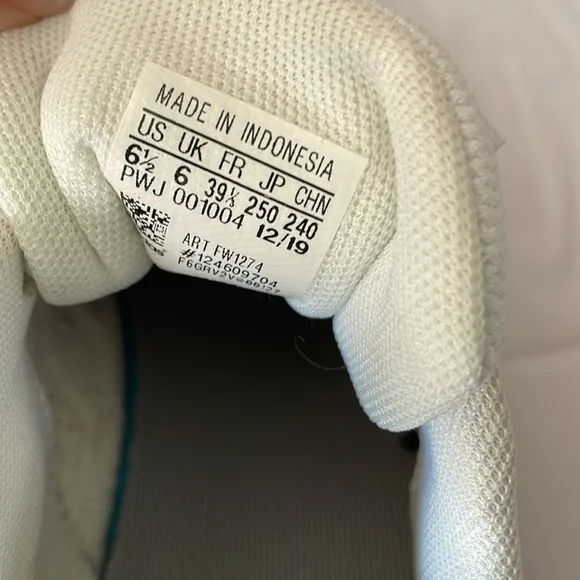 MADE IN INDONESIA
US UK FR JP CHN
6½ 6 39⅓ 250 240
PWJ 001004 12/19
ART FW1274
#124609704